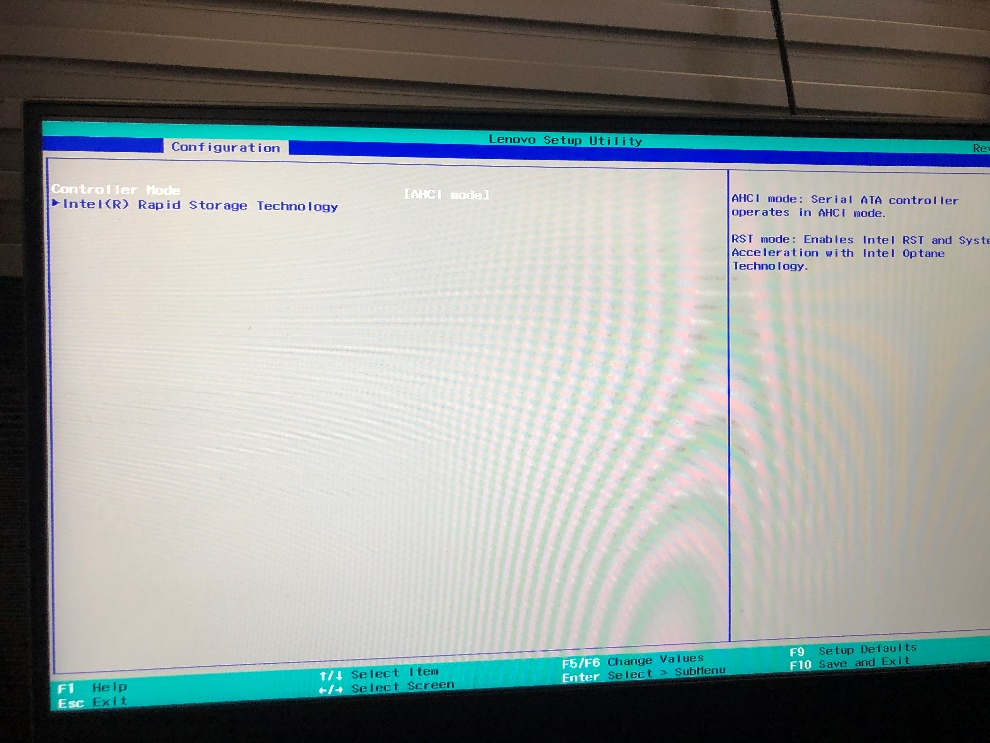 Lenovo Setup Utility
Configuration
Controller Mode [AHCI mode]
Intel(R) Rapid Storage Technology
AHCI mode: Serial ATA controller
operates in AHCI mode.
RST mode: Enables Intel RST and
Acceleration with Intel Optane
Technology.
F1 Help
Esc Exit
↑/↓ Select Item
←/→ Select Screen
F5/F6 Change Values
Enter Select > SubMenu
F9 Setup Defaults
F10 Save and Exit